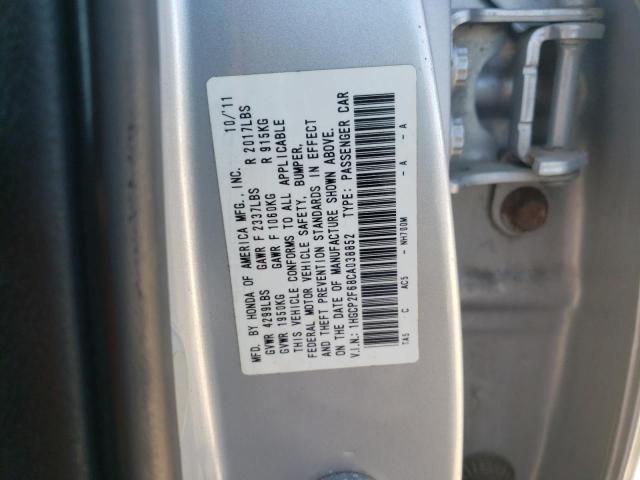 MFD. BY HONDA OF AMERICA MFG., INC. 10/'11
GVWR 4299LBS GAWR F 2337LBS R 2017LBS
GVWR 1950KG GAWR F 1060KG R 915KG
THIS VEHICLE CONFORMS TO ALL APPLICABLE
FEDERAL MOTOR VEHICLE SAFETY, BUMPER,
AND THEFT PREVENTION STANDARDS IN EFFECT
ON THE DATE OF MANUFACTURE SHOWN ABOVE.
V.I.N.: 1HGCP2F68CA038852 TYPE: PASSENGER CAR
TA5 C AC5 NH700M - A - A